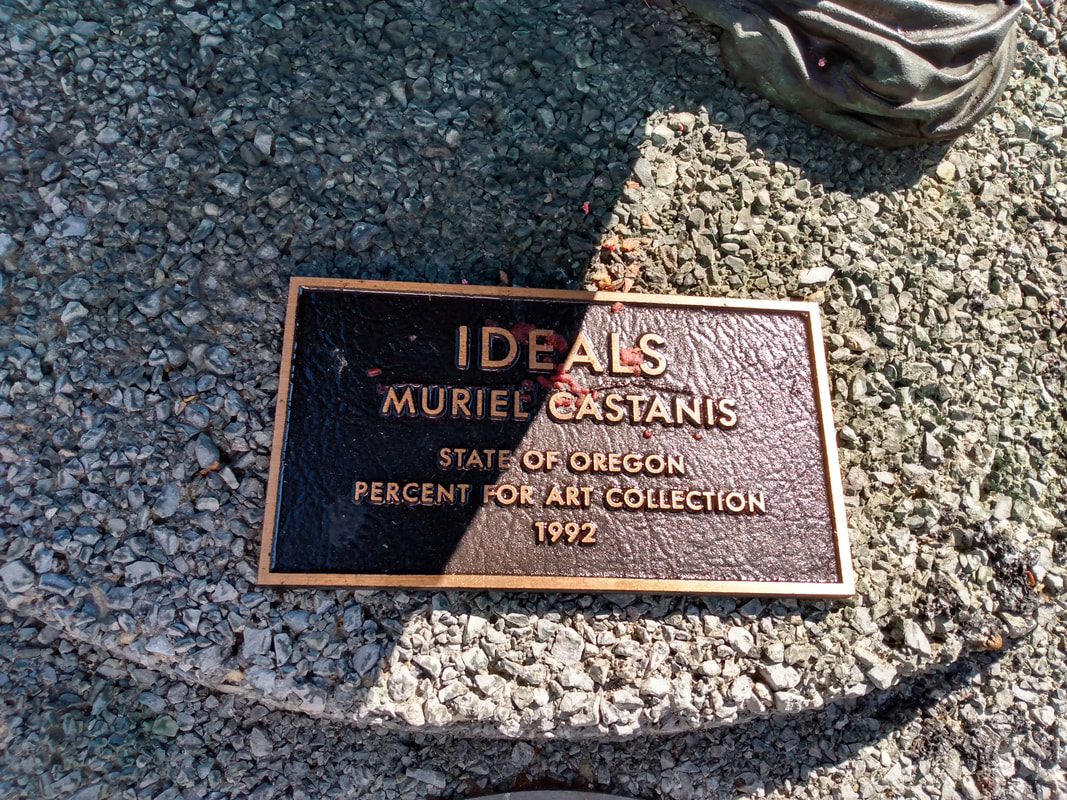 IDEALS
MURIEL CASTANIS
STATE OF OREGON
PERCENT FOR ART COLLECTION
1992